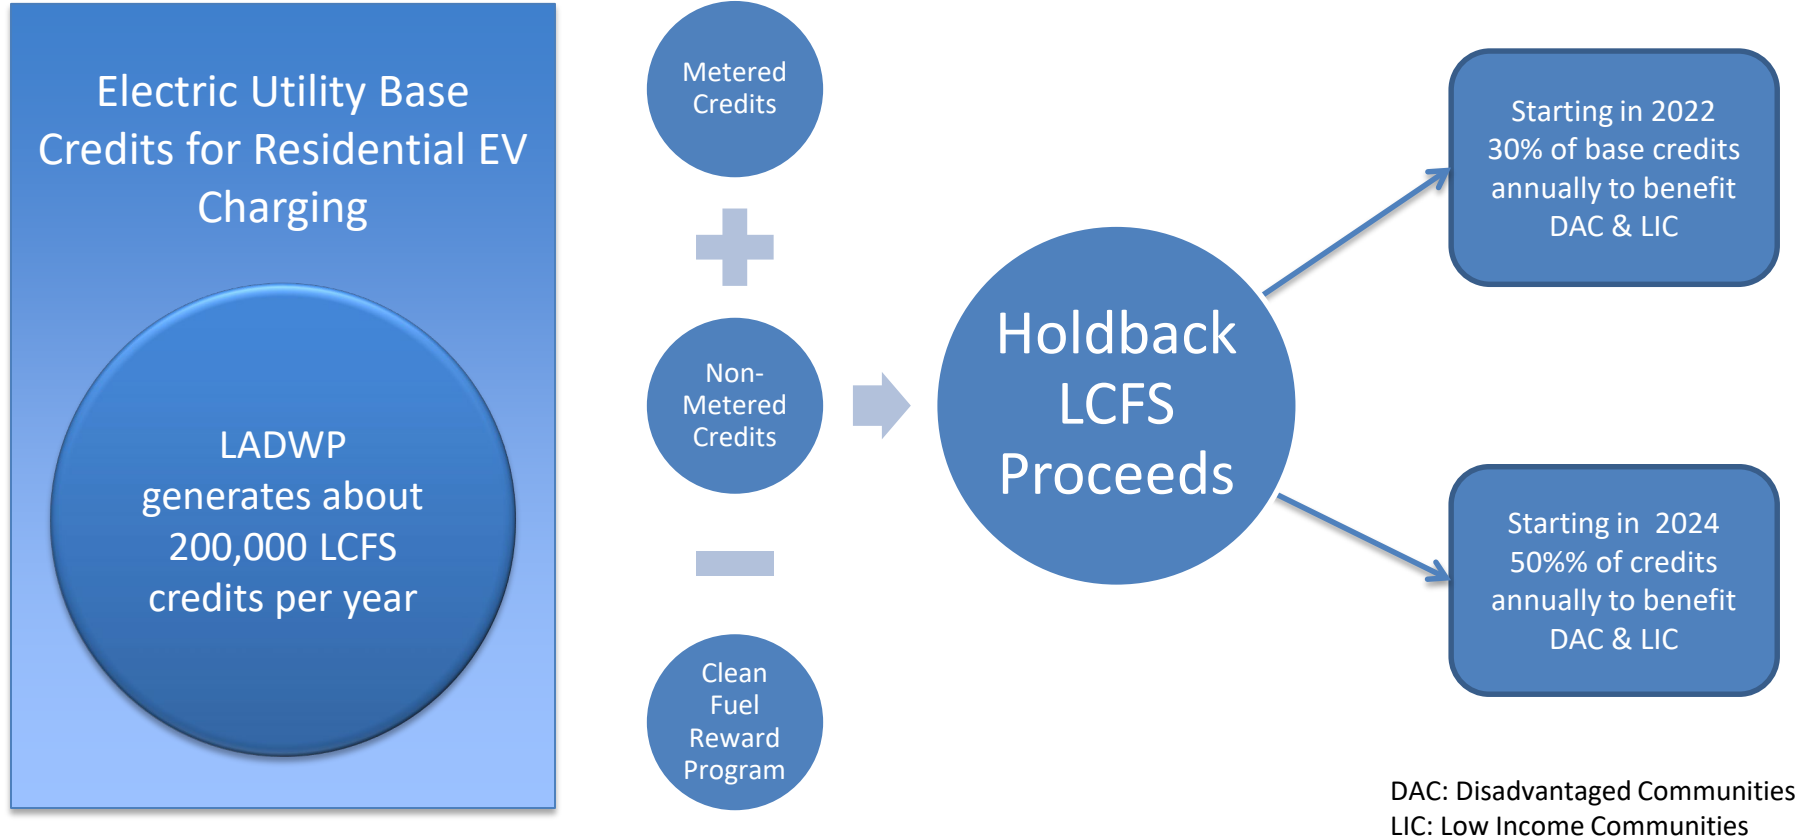 Electric Utility Base
Credits for Residential EV
Charging
LADWP
generates about
200,000 LCFS
credits per year
Metered
Credits
Non-
Metered
Credits
Clean
Fuel
Reward
Program
Holdback
LCFS
Proceeds
Starting in 2022
30% of base credits
annually to benefit
DAC & LIC
Starting in  2024
50%% of credits
annually to benefit
DAC & LIC
DAC: Disadvantaged Communities
LIC: Low Income Communities